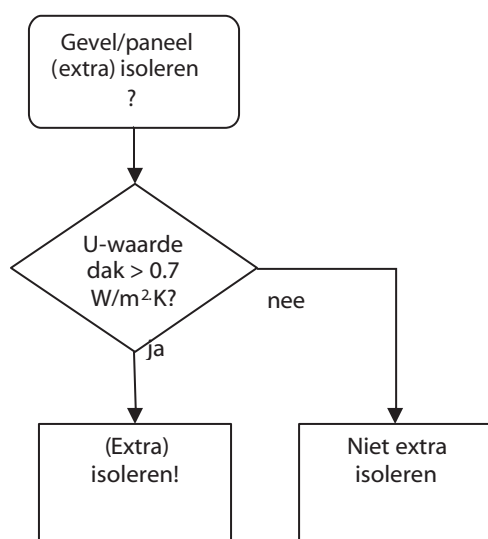 Gevel/paneel
(extra) isoleren
?
U-waarde
dak > 0.7
W/m².K?
nee
ja
(Extra)
isoleren!
Niet extra
isoleren